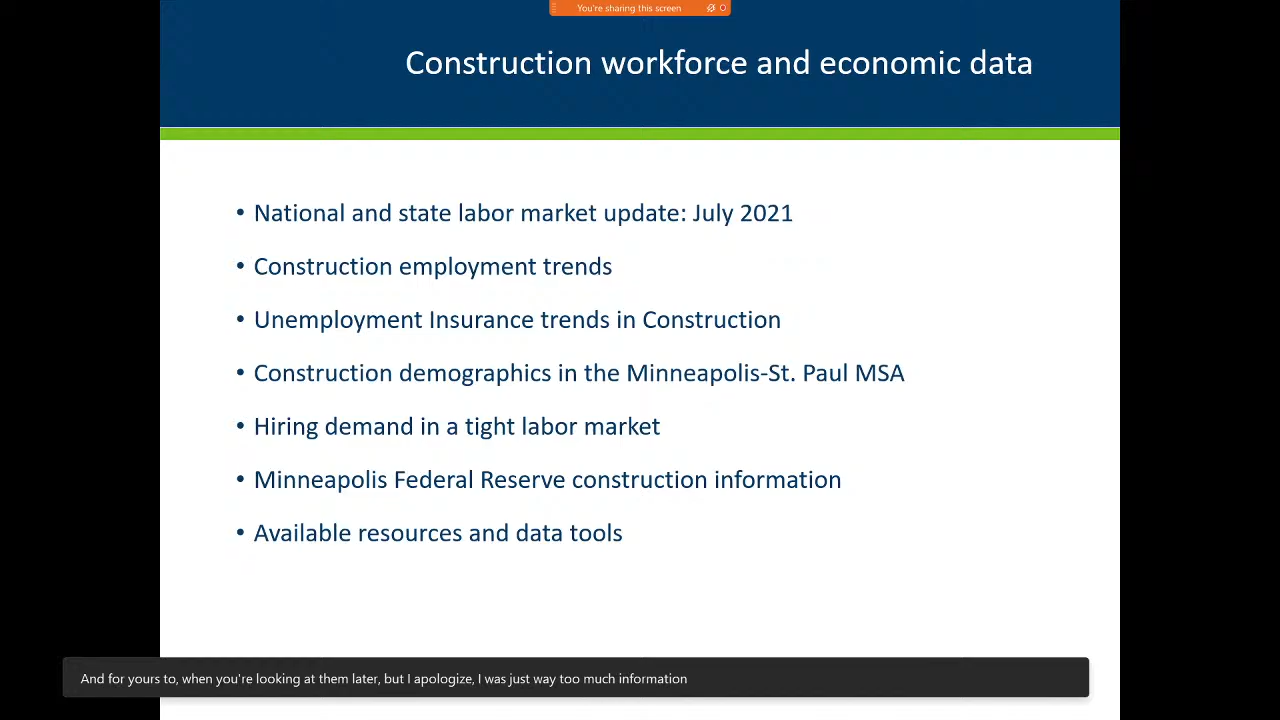 You're sharing this screen
Construction workforce and economic data
• National and state labor market update: July 2021
• Construction employment trends
• Unemployment Insurance trends in Construction
• Construction demographics in the Minneapolis-St. Paul MSA
• Hiring demand in a tight labor market
• Minneapolis Federal Reserve construction information
• Available resources and data tools
And for yours to, when you're looking at them later, but I apologize, I was just way too much information